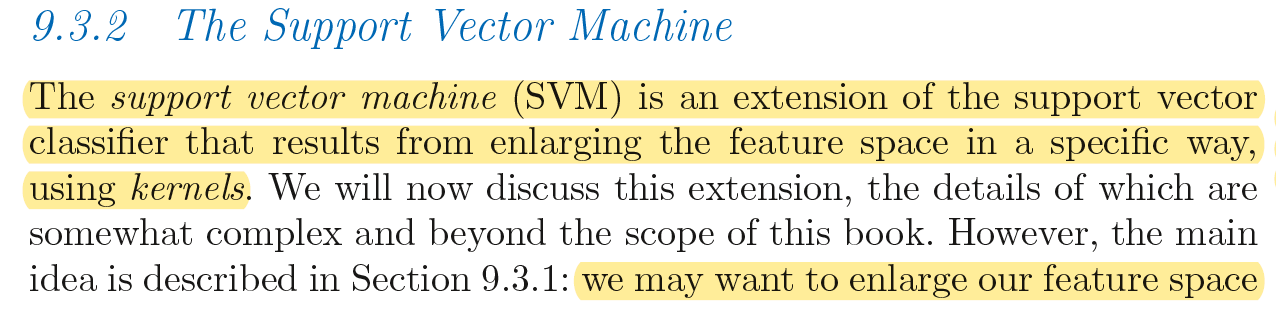 9.3.2 The Support Vector Machine
The support vector machine (SVM) is an extension of the support vector
classifier that results from enlarging the feature space in a specific way,
using kernels. We will now discuss this extension, the details of which are
somewhat complex and beyond the scope of this book. However, the main
idea is described in Section 9.3.1: we may want to enlarge our feature space